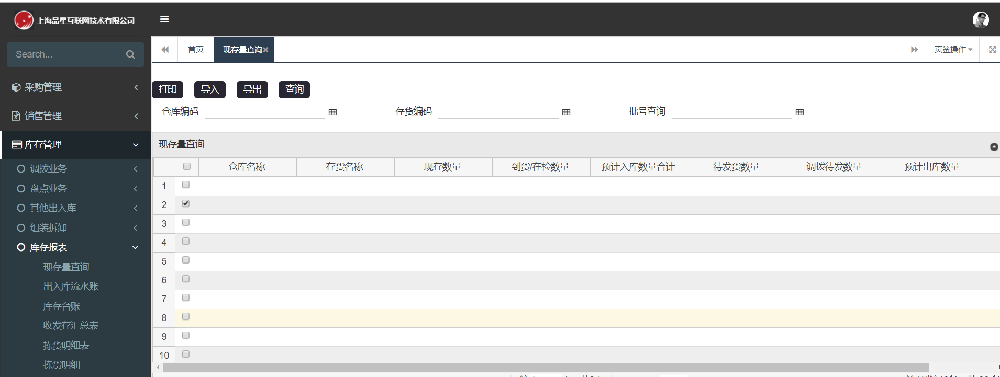 上海品星互联网技术有限公司
Search...
首页
现存量查询
页签操作
采购管理
销售管理
库存管理
调拨业务
盘点业务
其他出入库
组装拆卸
库存报表
现存量查询
出入库流水账
库存台账
收发存汇总表
拣货明细表
拣货明细
打印 导入 导出 查询
仓库编码 存货编码 批号查询
现存量查询
仓库名称 存货名称 现存数量 到货/在检数量 预计入库数量合计 待发货数量 调拨待发数量 预计出库数量
1
2
3
4
5
6
7
8
9
10